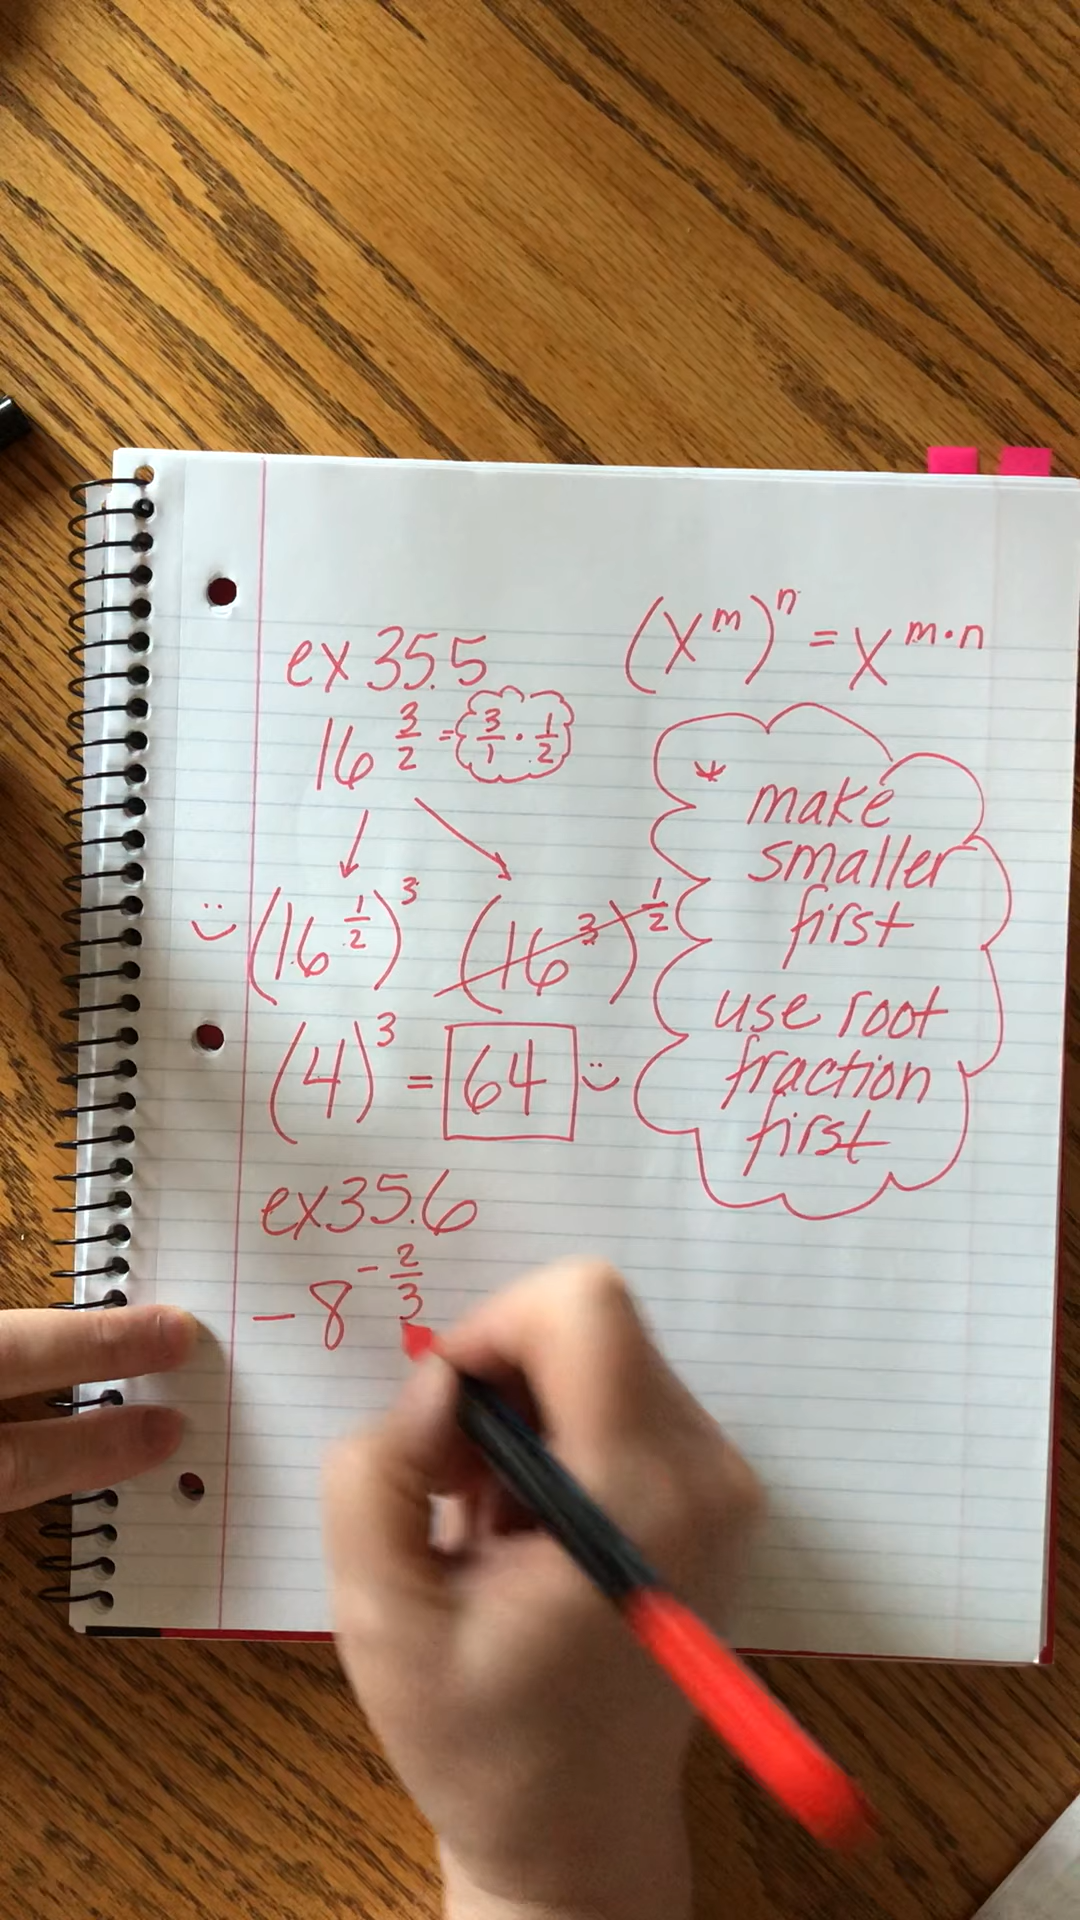 ex 35.5
(x^m)^n = x^{m·n}
16^{3/2} = 3/1 · 1/2
* make
smaller
first
use root
fraction
first
(16^{1/2})^3 (16^3)^{1/2}
(4)^3 = 64
ex 35.6
-8^{-2/3}